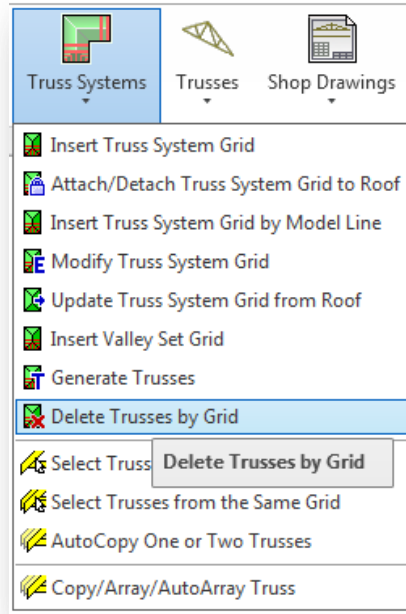 Truss Systems
Trusses
Shop Drawings
Insert Truss System Grid
Attach/Detach Truss System Grid to Roof
Insert Truss System Grid by Model Line
Modify Truss System Grid
Update Truss System Grid from Roof
Insert Valley Set Grid
Generate Trusses
Delete Trusses by Grid
Select Truss
Delete Trusses by Grid
Select Trusses from the Same Grid
AutoCopy One or Two Trusses
Copy/Array/AutoArray Truss